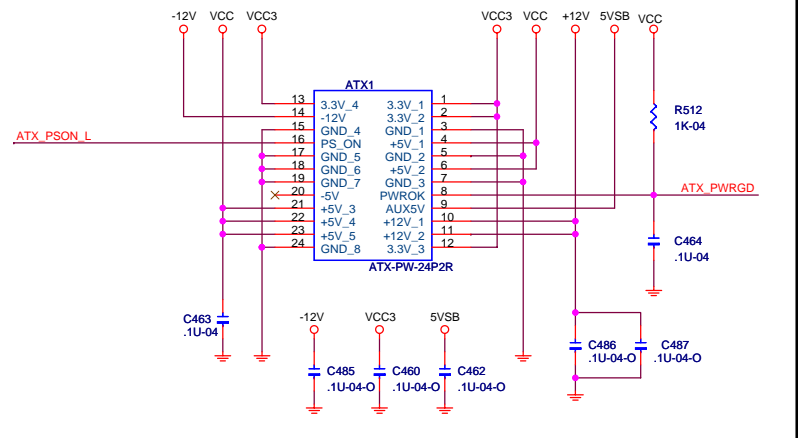 -12V VCC VCC3 VCC3 VCC +12V 5VSB VCC
ATX1
13 3.3V_4 3.3V_1 1
14 -12V 3.3V_2 2
15 GND_4 GND_1 3
ATX_PSON_L 16 PS_ON +5V_1 4
17 GND_5 GND_2 5
18 GND_6 +5V_2 6
19 GND_7 GND_3 7
20 -5V PWROK 8 ATX_PWRGD
21 +5V_3 AUX5V 9
22 +5V_4 +12V_1 10
23 +5V_5 +12V_2 11
24 GND_8 3.3V_3 12
ATX-PW-24P2R
R512
1K-04
C464
.1U-04
C463
.1U-04
-12V VCC3 5VSB
C485 C460 C462
.1U-04-O .1U-04-O .1U-04-O
C486 C487
.1U-04-O .1U-04-O